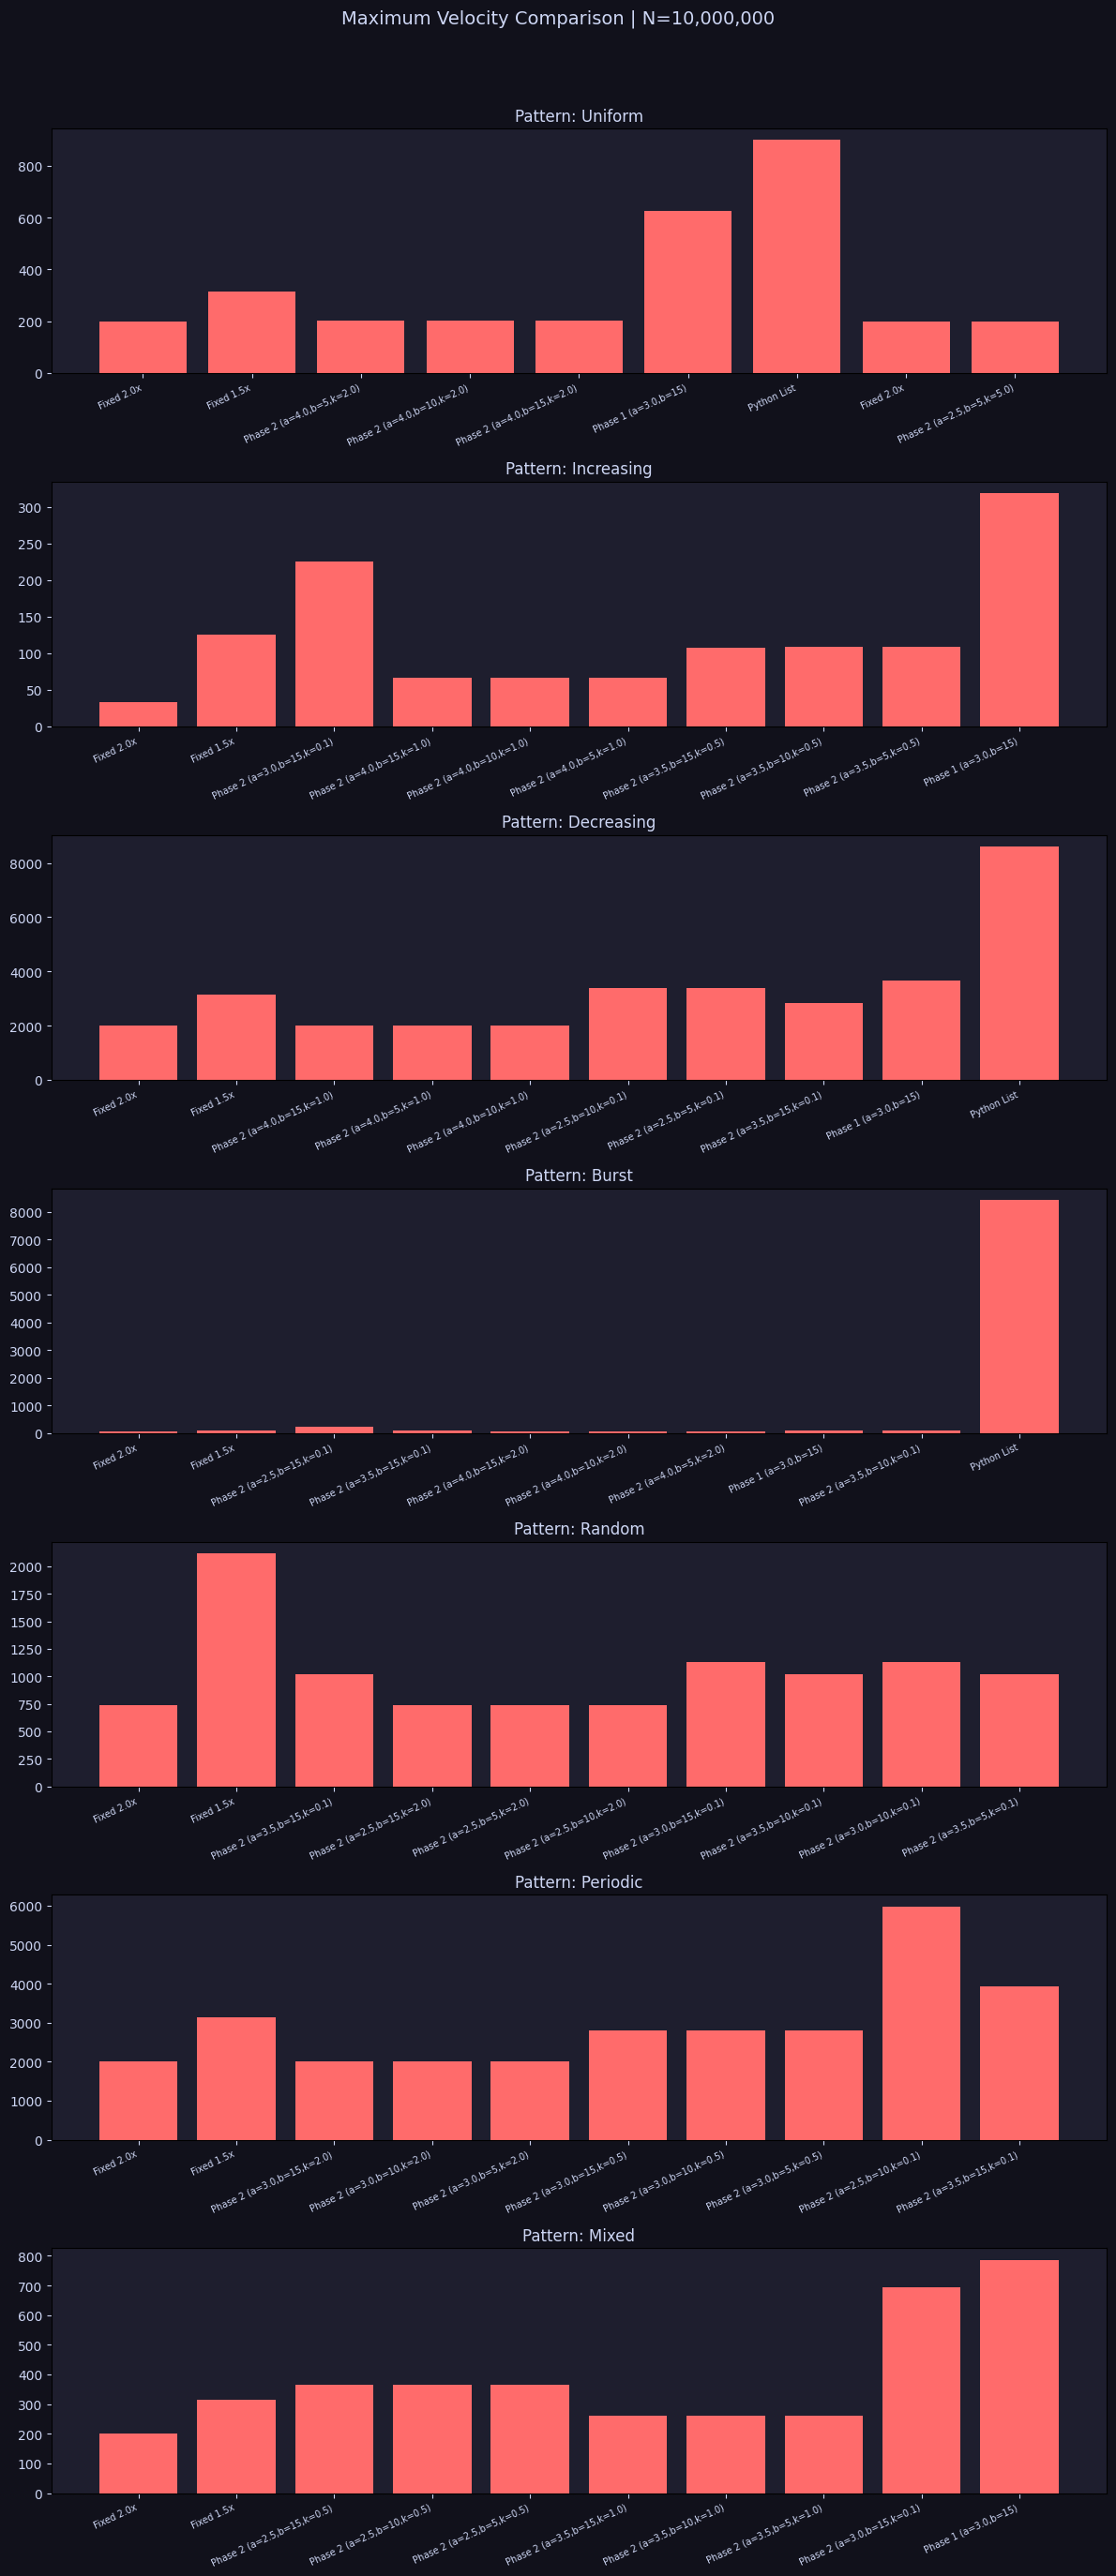 Maximum Velocity Comparison | N=10,000,000
Pattern: Uniform
800
600
400
200
0
Fixed 2.0x
Fixed 1.5x
Phase 2 (a=4.0,b=5,k=2.0)
Phase 2 (a=4.0,b=10,k=2.0)
Phase 2 (a=4.0,b=15,k=2.0)
Phase 1 (a=3.0,b=15)
Python List
Fixed 2.0x
Phase 2 (a=2.5,b=5,k=5.0)
Pattern: Increasing
300
250
200
150
100
50
0
Fixed 2.0x
Fixed 1.5x
Phase 2 (a=3.0,b=15,k=0.1)
Phase 2 (a=4.0,b=15,k=1.0)
Phase 2 (a=4.0,b=10,k=1.0)
Phase 2 (a=4.0,b=5,k=1.0)
Phase 2 (a=3.5,b=15,k=0.5)
Phase 2 (a=3.5,b=10,k=0.5)
Phase 2 (a=3.5,b=5,k=0.5)
Phase 1 (a=3.0,b=15)
Pattern: Decreasing
8000
6000
4000
2000
0
Fixed 2.0x
Fixed 1.5x
Phase 2 (a=4.0,b=15,k=1.0)
Phase 2 (a=4.0,b=5,k=1.0)
Phase 2 (a=4.0,b=10,k=1.0)
Phase 2 (a=2.5,b=10,k=0.1)
Phase 2 (a=2.5,b=5,k=0.1)
Phase 2 (a=3.5,b=15,k=0.1)
Phase 1 (a=3.0,b=15)
Python List
Pattern: Burst
8000
7000
6000
5000
4000
3000
2000
1000
0
Fixed 2.0x
Fixed 1.5x
Phase 2 (a=2.5,b=15,k=0.1)
Phase 2 (a=3.5,b=15,k=0.1)
Phase 2 (a=4.0,b=15,k=2.0)
Phase 2 (a=4.0,b=10,k=2.0)
Phase 2 (a=4.0,b=5,k=2.0)
Phase 1 (a=3.0,b=15)
Phase 2 (a=3.5,b=10,k=0.1)
Python List
Pattern: Random
2000
1750
1500
1250
1000
750
500
250
0
Fixed 2.0x
Fixed 1.5x
Phase 2 (a=3.5,b=15,k=0.1)
Phase 2 (a=2.5,b=15,k=2.0)
Phase 2 (a=2.5,b=5,k=2.0)
Phase 2 (a=2.5,b=10,k=2.0)
Phase 2 (a=3.0,b=15,k=0.1)
Phase 2 (a=3.5,b=10,k=0.1)
Phase 2 (a=3.0,b=10,k=0.1)
Phase 2 (a=3.5,b=5,k=0.1)
Pattern: Periodic
6000
5000
4000
3000
2000
1000
0
Fixed 2.0x
Fixed 1.5x
Phase 2 (a=3.0,b=15,k=2.0)
Phase 2 (a=3.0,b=10,k=2.0)
Phase 2 (a=3.0,b=5,k=2.0)
Phase 2 (a=3.0,b=15,k=0.5)
Phase 2 (a=3.0,b=10,k=0.5)
Phase 2 (a=3.0,b=5,k=0.5)
Phase 2 (a=2.5,b=10,k=0.1)
Phase 2 (a=3.5,b=15,k=0.1)
Pattern: Mixed
800
700
600
500
400
300
200
100
0
Fixed 2.0x
Fixed 1.5x
Phase 2 (a=2.5,b=15,k=0.5)
Phase 2 (a=2.5,b=10,k=0.5)
Phase 2 (a=2.5,b=5,k=0.5)
Phase 2 (a=3.5,b=15,k=1.0)
Phase 2 (a=3.5,b=10,k=1.0)
Phase 2 (a=3.5,b=5,k=1.0)
Phase 2 (a=3.0,b=15,k=0.1)
Phase 1 (a=3.0,b=15)